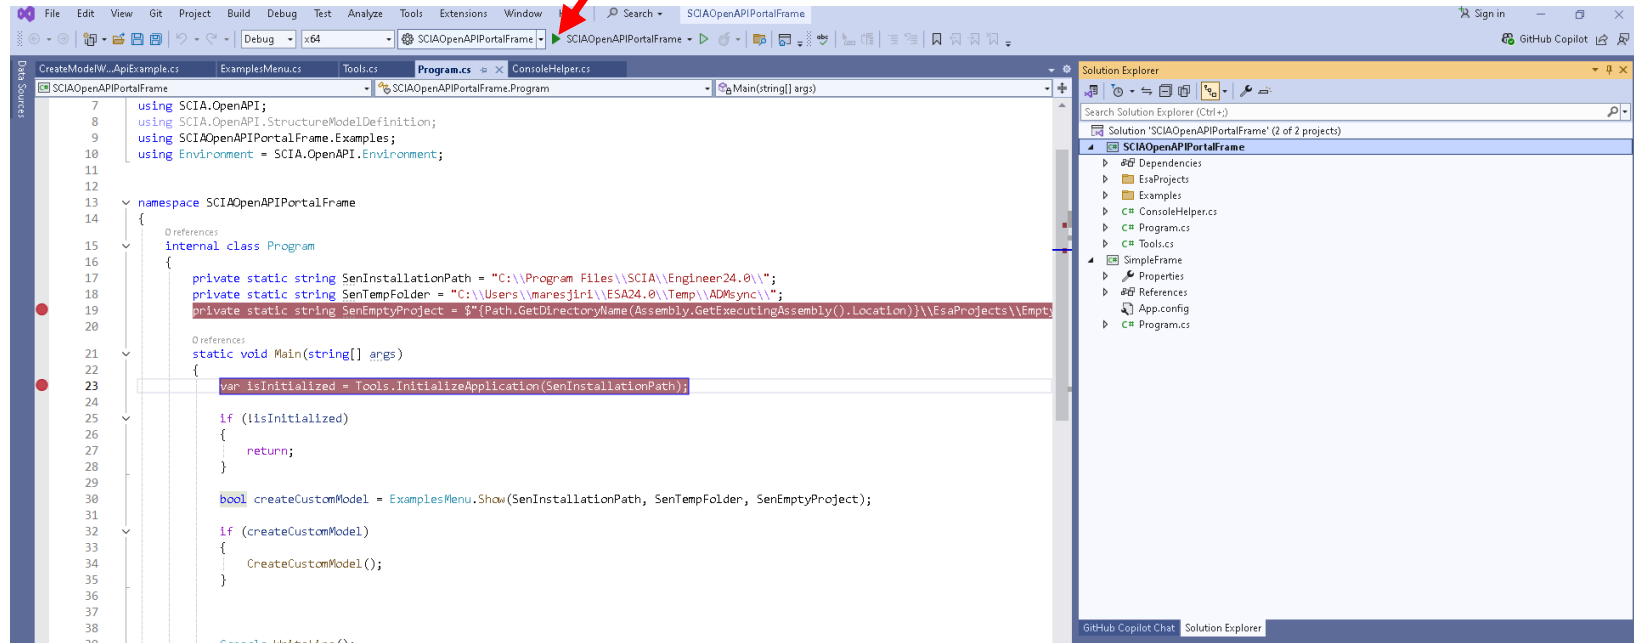 File Edit View Git Project Build Debug Test Analyze Tools Extensions Window Search SCIAOpenAPIPortalFrame Sign in
Debug x64 SCIAOpenAPIPortalFrame SCIAOpenAPIPortalFrame GitHub Copilot
Data Sources
CreateModelW...ApiExample.cs ExamplesMenu.cs Tools.cs Program.cs ConsoleHelper.cs
SCIAOpenAPIPortalFrame SCIAOpenAPIPortalFrame.Program Main(string[] args)
7 using SCIA.OpenAPI;
8 using SCIA.OpenAPI.StructureModelDefinition;
9 using SCIAOpenAPIPortalFrame.Examples;
10 using Environment = SCIA.OpenAPI.Environment;
11
12
13 namespace SCIAOpenAPIPortalFrame
14 {
0 references
15 internal class Program
16 {
17 private static string SenInstallationPath = "C:\\Program Files\\SCIA\\Engineer24.0\\";
18 private static string SenTempFolder = "C:\\Users\\maresjiri\\ESA24.0\\Temp\\ADMsync\\";
19 private static string SenEmptyProject = $"{Path.GetDirectoryName(Assembly.GetExecutingAssembly().Location)}\\EsaProjects\\Empty
20
0 references
21 static void Main(string[] args)
22 {
23 var isInitialized = Tools.InitializeApplication(SenInstallationPath);
24
25 if (!isInitialized)
26 {
27 return;
28 }
29
30 bool createCustomModel = ExamplesMenu.Show(SenInstallationPath, SenTempFolder, SenEmptyProject);
31
32 if (createCustomModel)
33 {
34 CreateCustomModel();
35 }
36
37
38
Solution Explorer
Search Solution Explorer (Ctrl+;)
Solution 'SCIAOpenAPIPortalFrame' (2 of 2 projects)
SCIAOpenAPIPortalFrame
Dependencies
EsaProjects
Examples
C# ConsoleHelper.cs
C# Program.cs
C# Tools.cs
SimpleFrame
Properties
References
App.config
C# Program.cs
GitHub Copilot Chat Solution Explorer